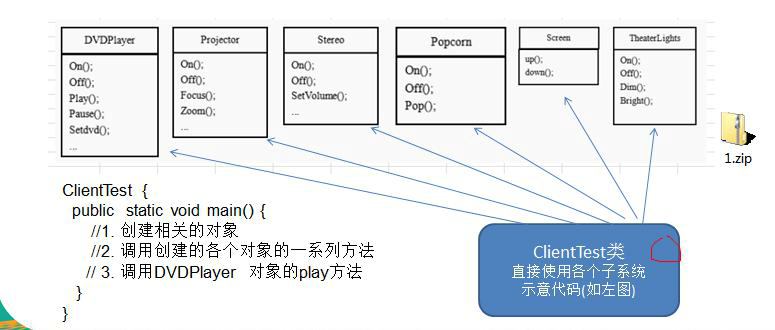 DVDPlayer
On();
Off();
Play();
Pause();
Setdvd();
...
Projector
On();
Off();
Focus();
Zoom();
...
Stereo
On();
Off();
SetVolume();
...
Popcorn
On();
Off();
Pop();
Screen
up();
down();
TheaterLights
On();
Off();
Dim();
Bright();
1.zip
ClientTest {
public static void main() {
//1. 创建相关的对象
//2. 调用创建的各个对象的一系列方法
// 3. 调用DVDPlayer 对象的play方法
}
}
ClientTest类
直接使用各个子系统
示意代码(如左图)